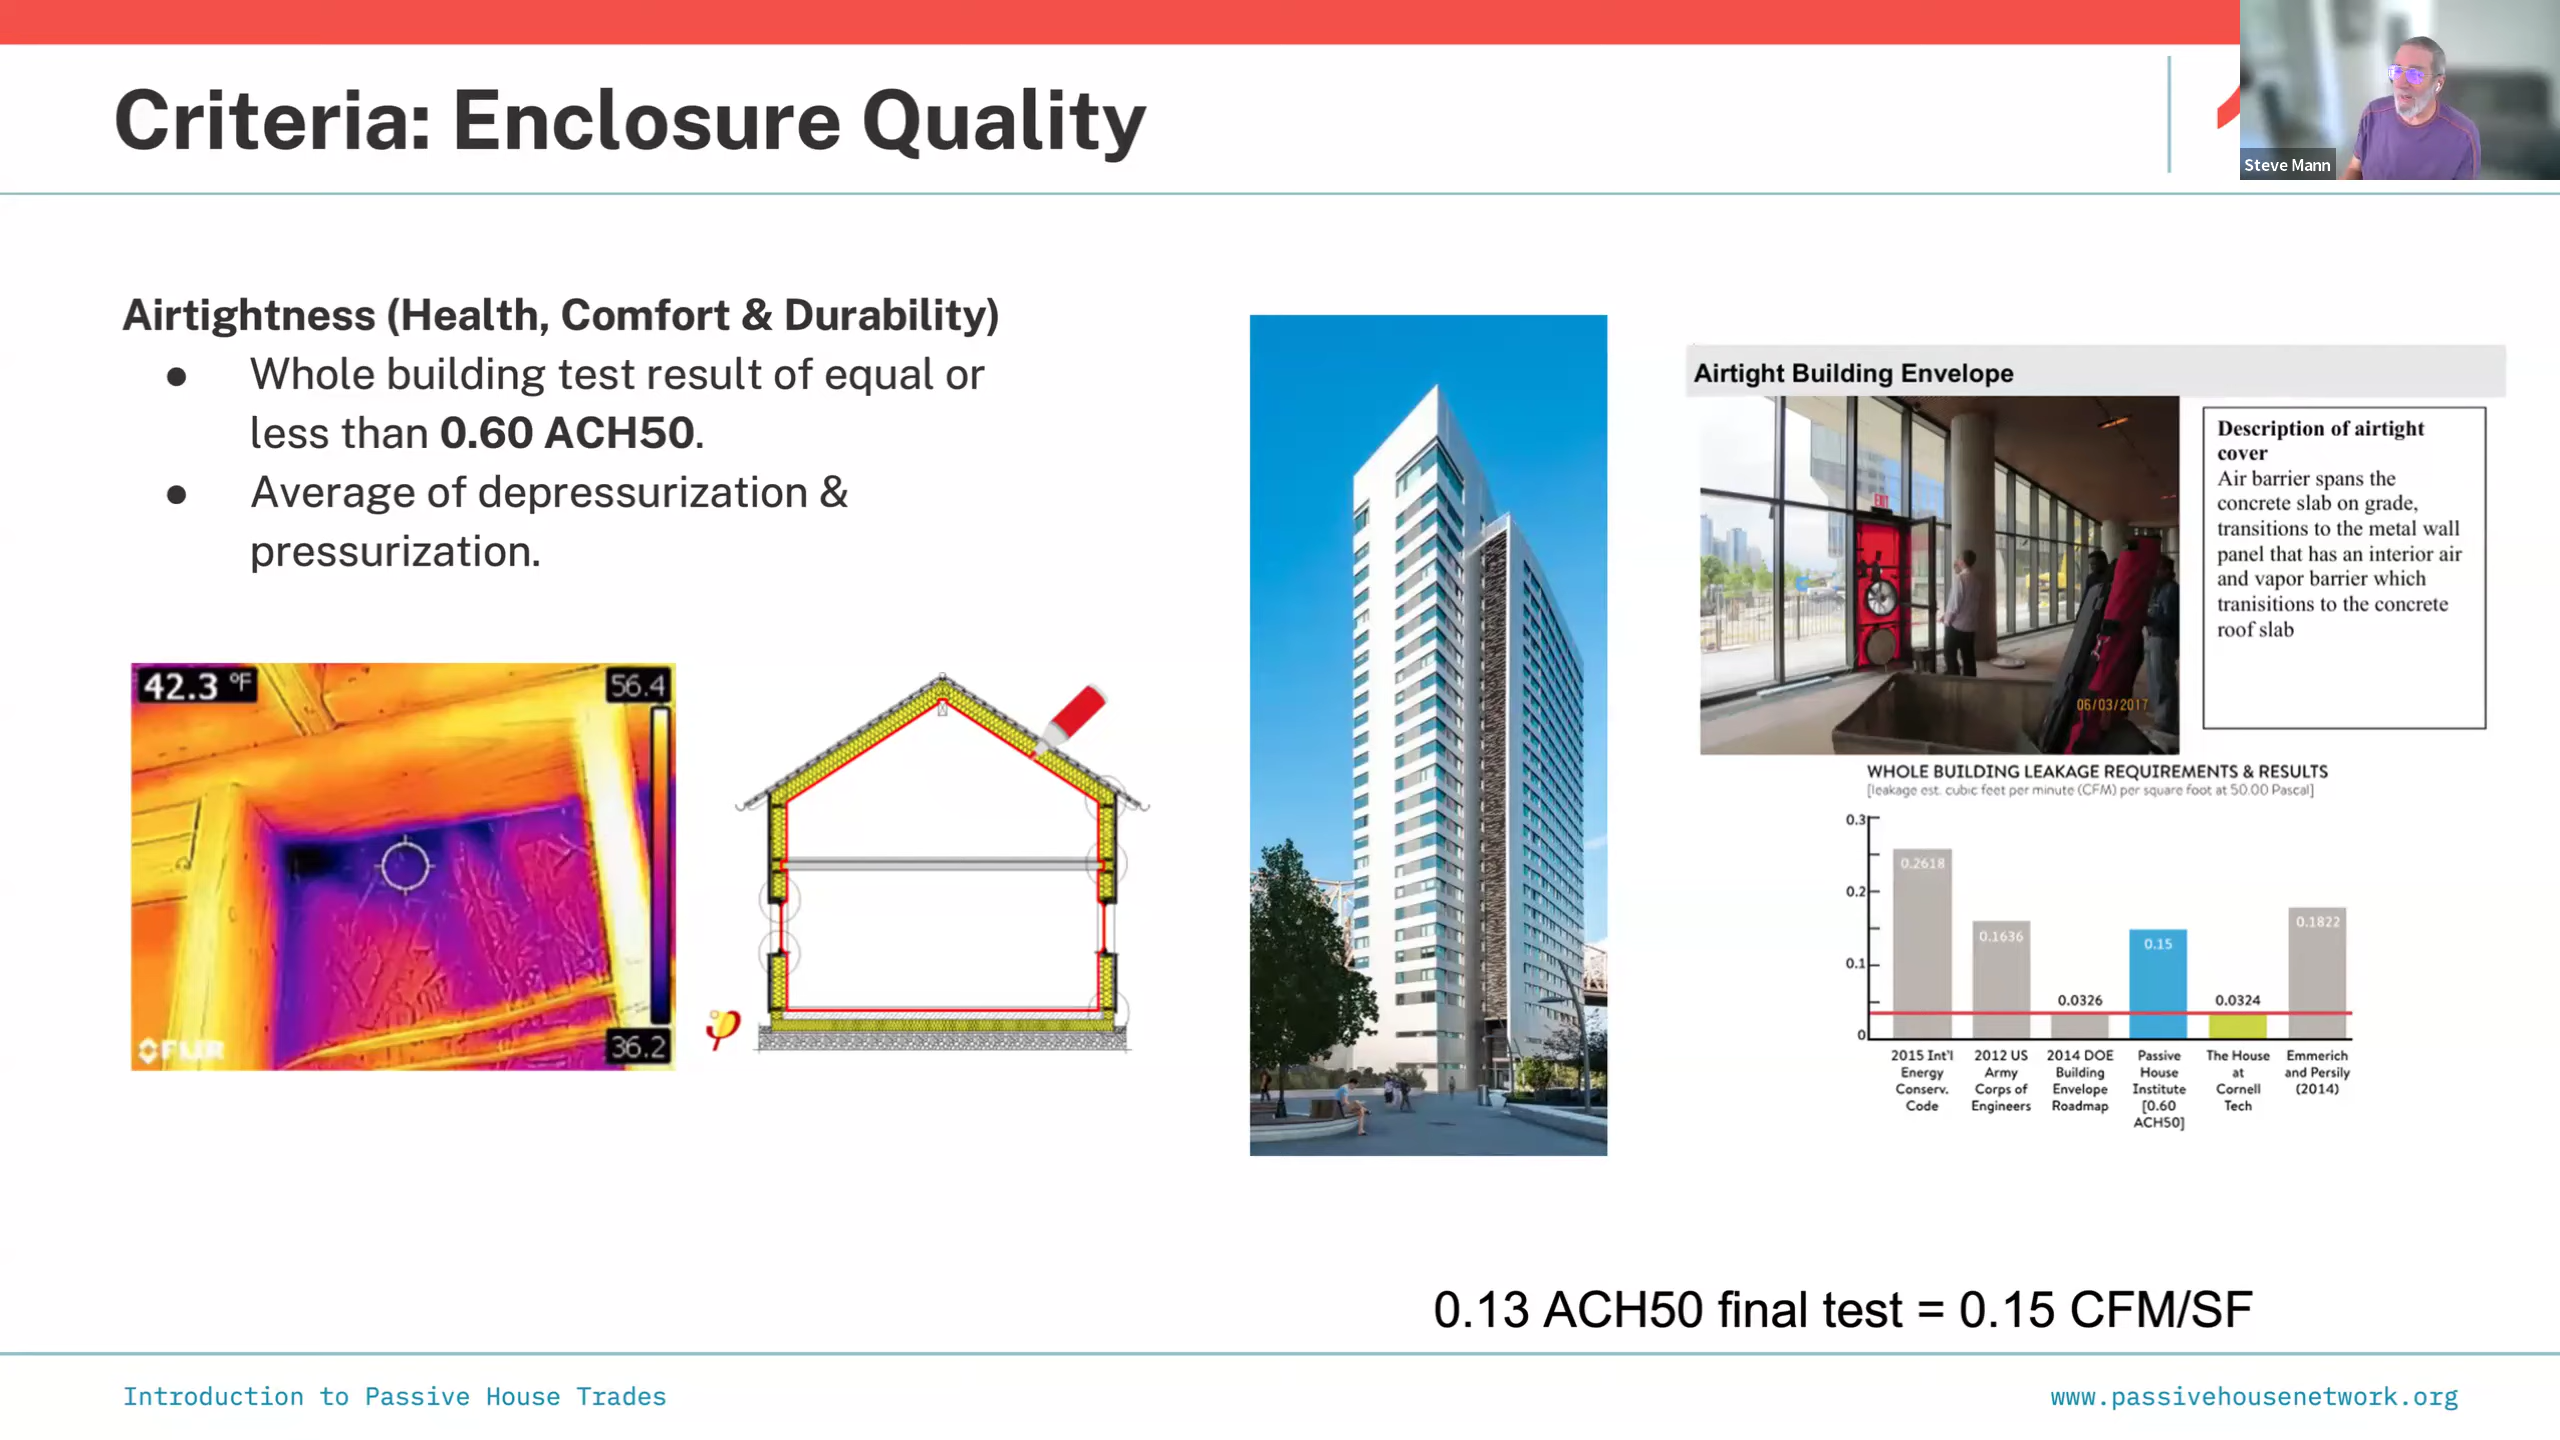 Criteria: Enclosure Quality
Steve Mann
Airtightness (Health, Comfort & Durability)
● Whole building test result of equal or
less than 0.60 ACH50.
● Average of depressurization &
pressurization.
42.3 °F
56.4
36.2
FLIR
Airtight Building Envelope
EXIT
06/03/2017
Description of airtight
cover
Air barrier spans the
concrete slab on grade,
transitions to the metal wall
panel that has an interior air
and vapor barrier which
tranisitions to the concrete
roof slab
WHOLE BUILDING LEAKAGE REQUIREMENTS & RESULTS
[leakage est. cubic feet per minute (CFM) per square foot at 50.00 Pascal]
0.3
0.2
0.1
0
0.2618
0.1636
0.0326
0.15
0.0324
0.1822
2015 Int'l
Energy
Conserv.
Code
2012 US
Army
Corps of
Engineers
2014 DOE
Building
Envelope
Roadmap
Passive
House
Institute
[0.60
ACH50]
The House
at
Cornell
Tech
Emmerich
and Persily
(2014)
0.13 ACH50 final test = 0.15 CFM/SF
Introduction to Passive House Trades
www.passivehousenetwork.org